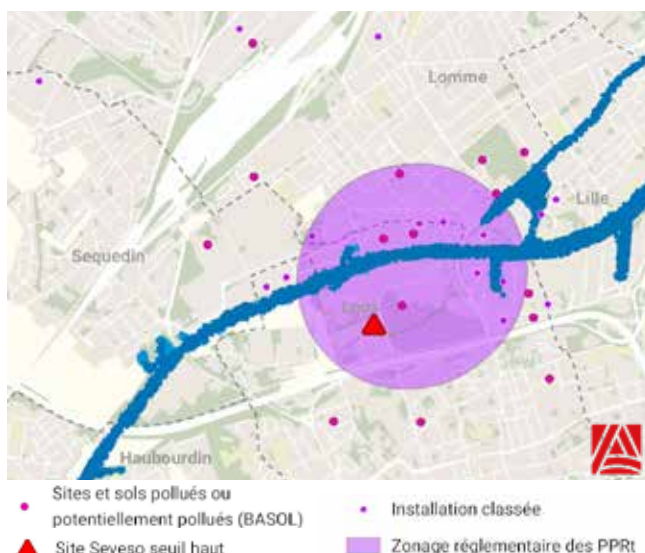 Lomme
Lille
Sequedin
Loos
Haubourdin
Sites et sols pollués ou
potentiellement pollués (BASOL)
Installation classée
Site Seveso seuil haut
Zonage réglementaire des PPRt